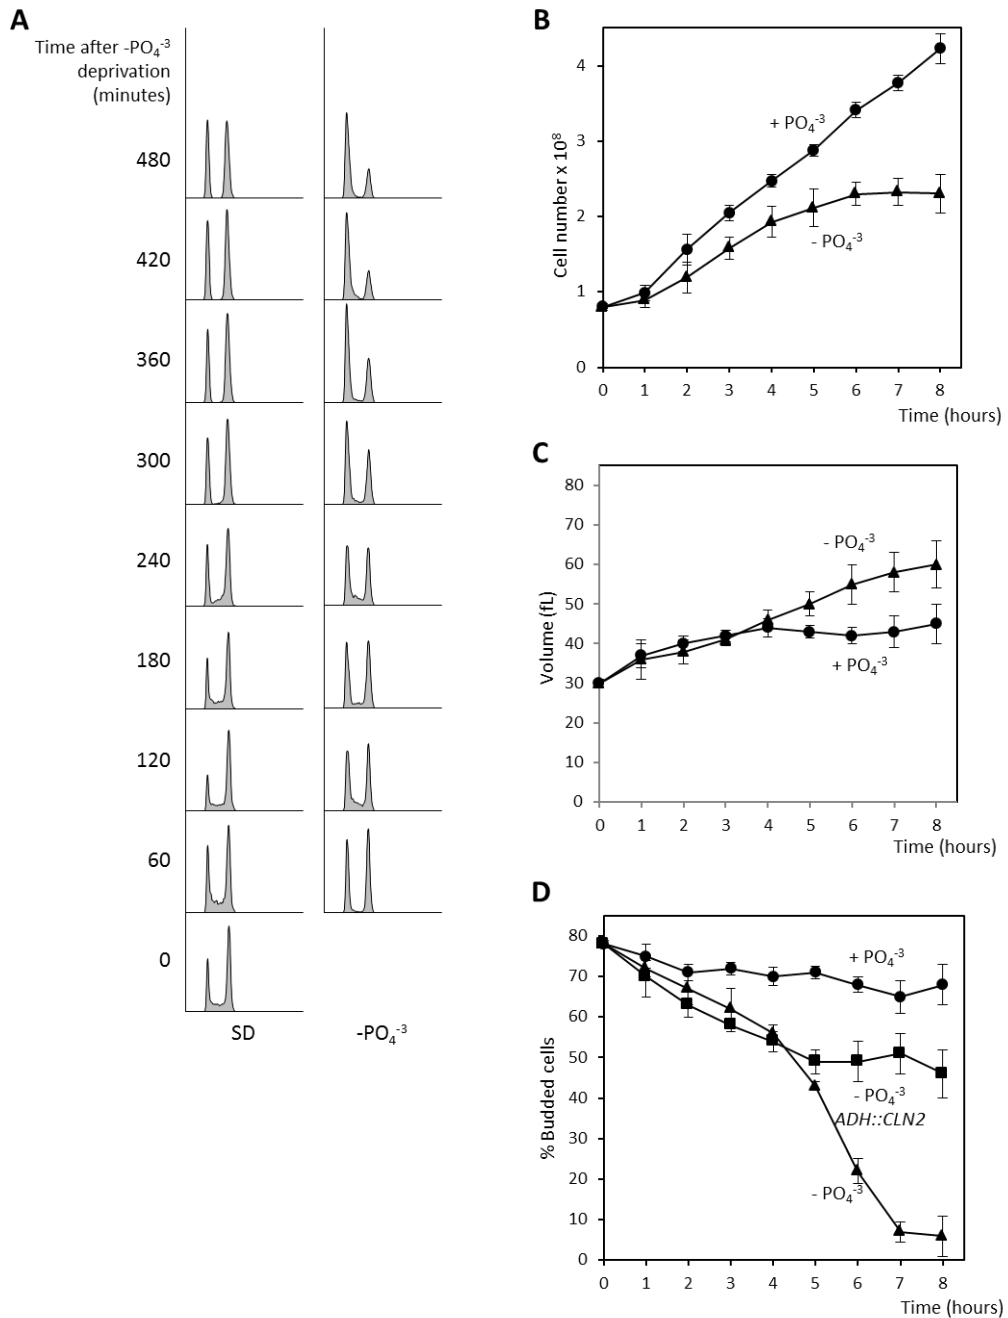 A
Time after -PO₄⁻³
deprivation
(minutes)
480
420
360
300
240
180
120
60
0
SD
-PO₄⁻³
B
Cell number x 10⁸
4
3
2
1
0
+ PO₄⁻³
- PO₄⁻³
0 1 2 3 4 5 6 7 8
Time (hours)
C
Volume (fL)
80
70
60
50
40
30
20
10
0
- PO₄⁻³
+ PO₄⁻³
0 1 2 3 4 5 6 7 8
Time (hours)
D
% Budded cells
80
70
60
50
40
30
20
10
0
+ PO₄⁻³
- PO₄⁻³
ADH::CLN2
- PO₄⁻³
0 1 2 3 4 5 6 7 8
Time (hours)